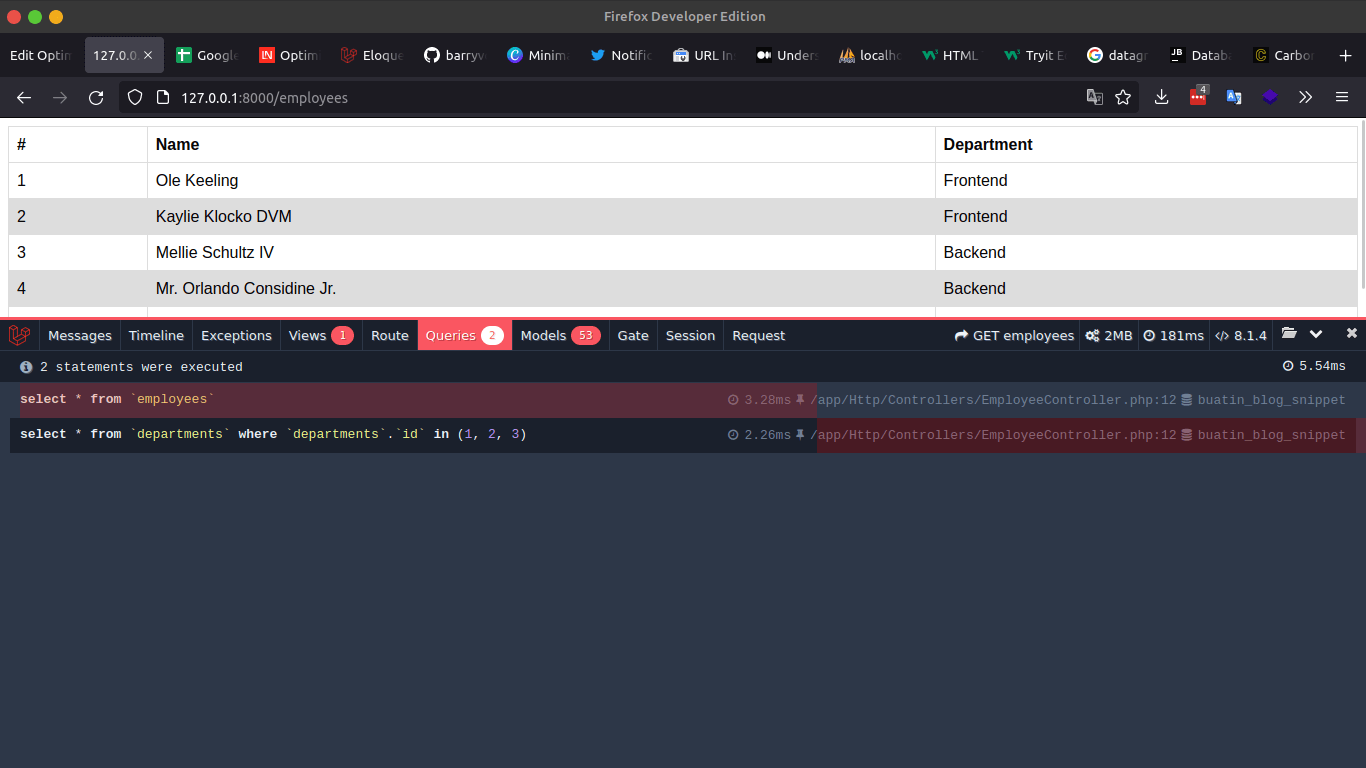 Firefox Developer Edition
Edit Optim 127.0.0. Google Optim Eloque barryv Minima Notific URL In Unders localho HTML Tryit E datagr Datab Carbon
127.0.0.1:8000/employees 4
# Name Department
1 Ole Keeling Frontend
2 Kaylie Klocko DVM Frontend
3 Mellie Schultz IV Backend
4 Mr. Orlando Considine Jr. Backend
Messages Timeline Exceptions Views 1 Route Queries 2 Models 53 Gate Session Request GET employees 2MB 181ms 8.1.4
2 statements were executed 5.54ms
select * from `employees` 3.28ms /app/Http/Controllers/EmployeeController.php:12 buatin_blog_snippet
select * from `departments` where `departments`.`id` in (1, 2, 3) 2.26ms /app/Http/Controllers/EmployeeController.php:12 buatin_blog_snippet